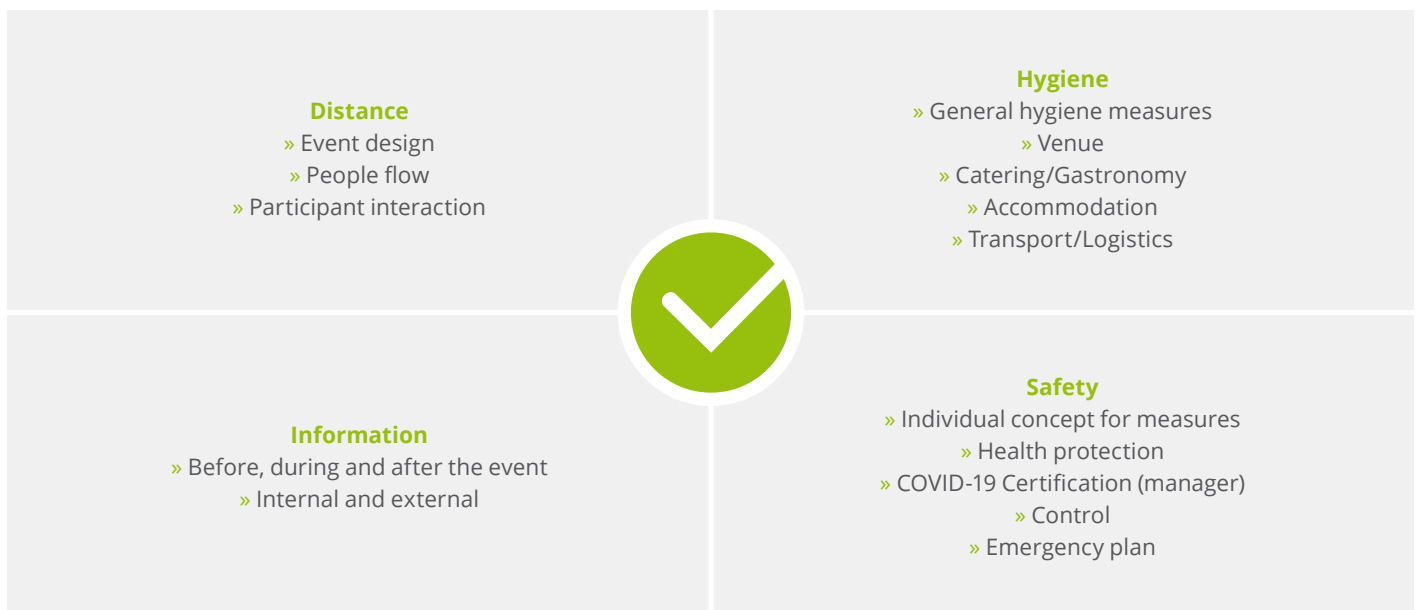 Distance
» Event design
» People flow
» Participant interaction
Hygiene
» General hygiene measures
» Venue
» Catering/Gastronomy
» Accommodation
» Transport/Logistics
Information
» Before, during and after the event
» Internal and external
Safety
» Individual concept for measures
» Health protection
» COVID-19 Certification (manager)
» Control
» Emergency plan